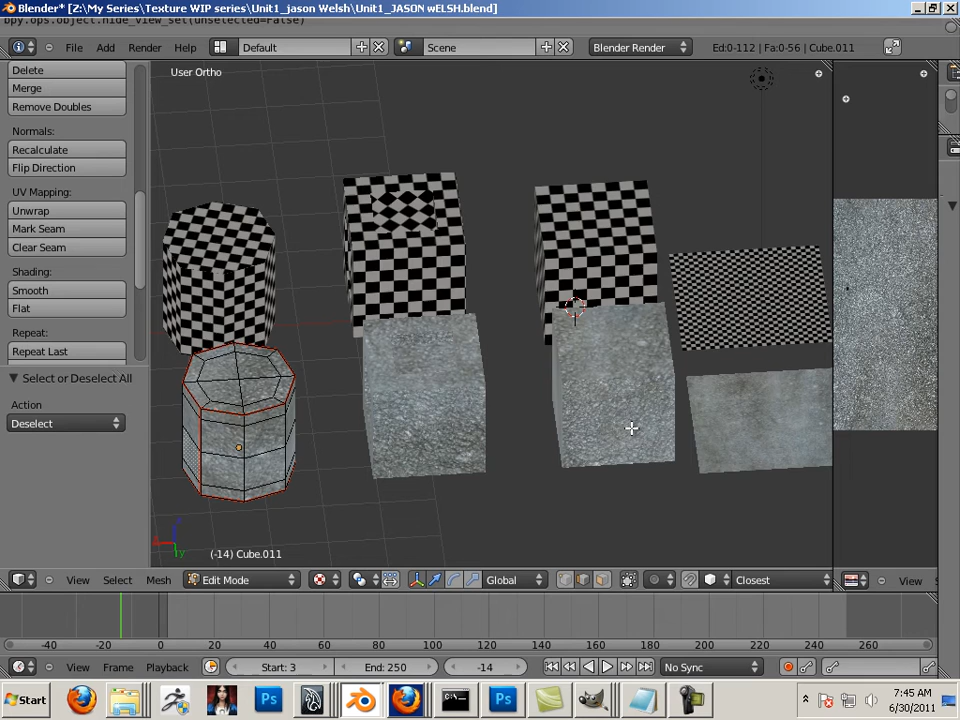 Blender* [Z:\My Series\Texture WIP series\Unit1_jason Welsh\Unit1_JASON wELSH.blend]
bpy.ops.object.hide_view_set(unselected=False)
File Add Render Help Default Scene Blender Render Ed:0-112 | Fa:0-56 | Cube.011
Delete
Merge
Remove Doubles
Normals:
Recalculate
Flip Direction
UV Mapping:
Unwrap
Mark Seam
Clear Seam
Shading:
Smooth
Flat
Repeat:
Repeat Last
Select or Deselect All
Action
Deselect
User Ortho
(-14) Cube.011
View Select Mesh Edit Mode Global Closest View
-40 -20 0 20 40 60 80 100 120 140 160 180 200 220 240 260
View Frame Playback Start: 3 End: 250 -14 No Sync
Start Ps Ps 7:45 AM
6/30/2011